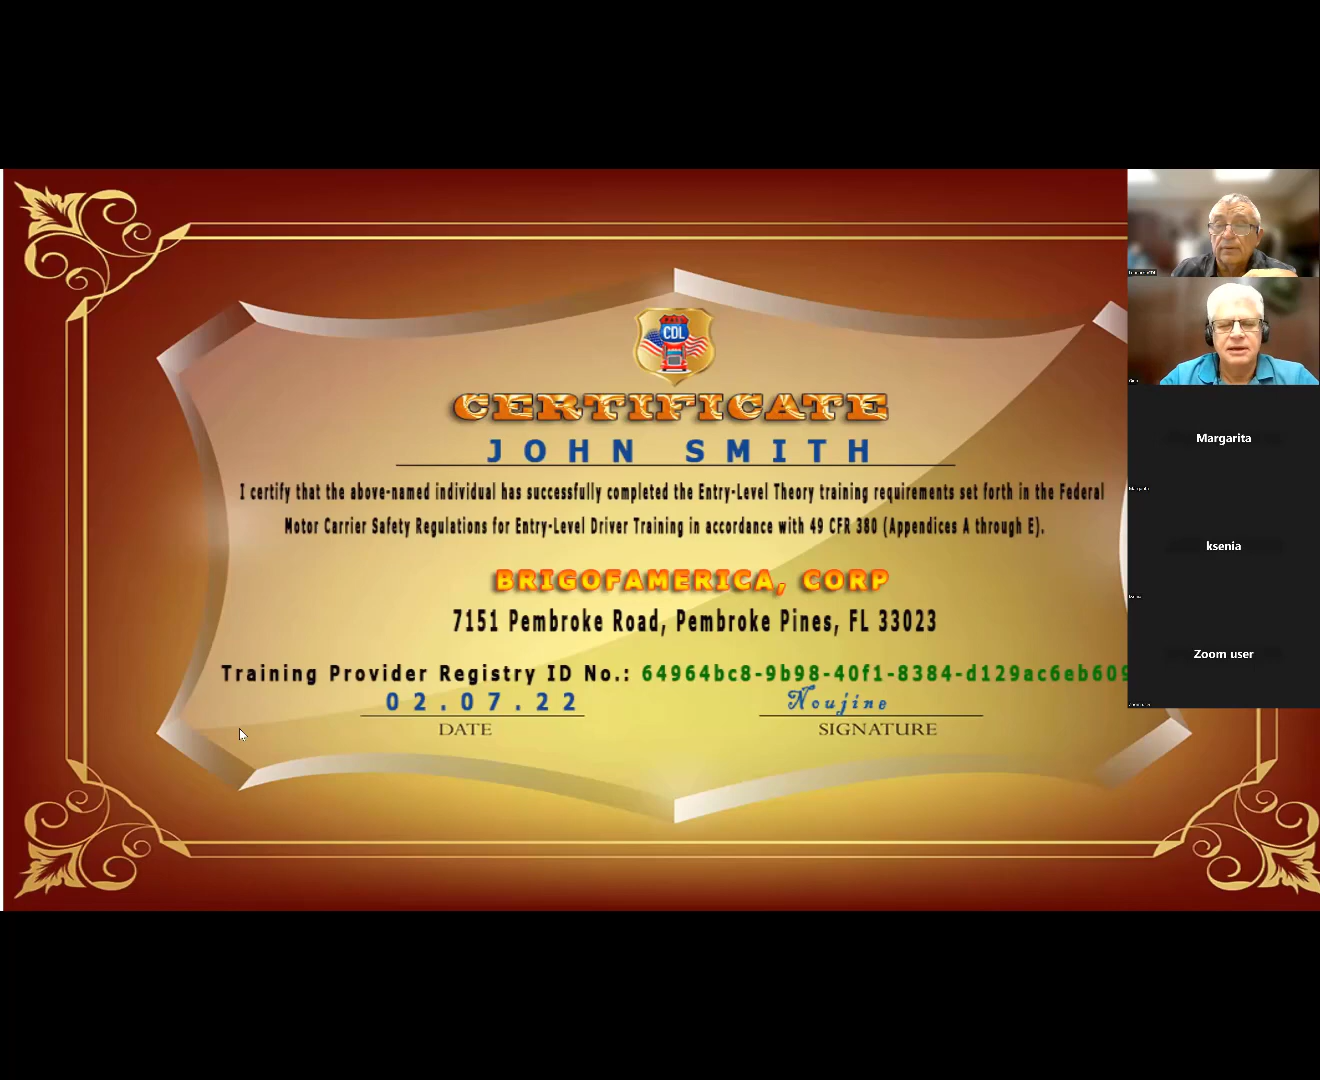 CDL
CERTIFICATE
JOHN SMITH
I certify that the above-named individual has successfully completed the Entry-Level Theory training requirements set forth in the Federal
Motor Carrier Safety Regulations for Entry-Level Driver Training in accordance with 49 CFR 380 (Appendices A through E).
BRIGOFAMERICA, CORP
7151 Pembroke Road, Pembroke Pines, FL 33023
Training Provider Registry ID No.: 64964bc8-9b98-40f1-8384-d129ac6eb609
02.07.22
Noujine
DATE
SIGNATURE
Margarita
ksenia
Zoom user